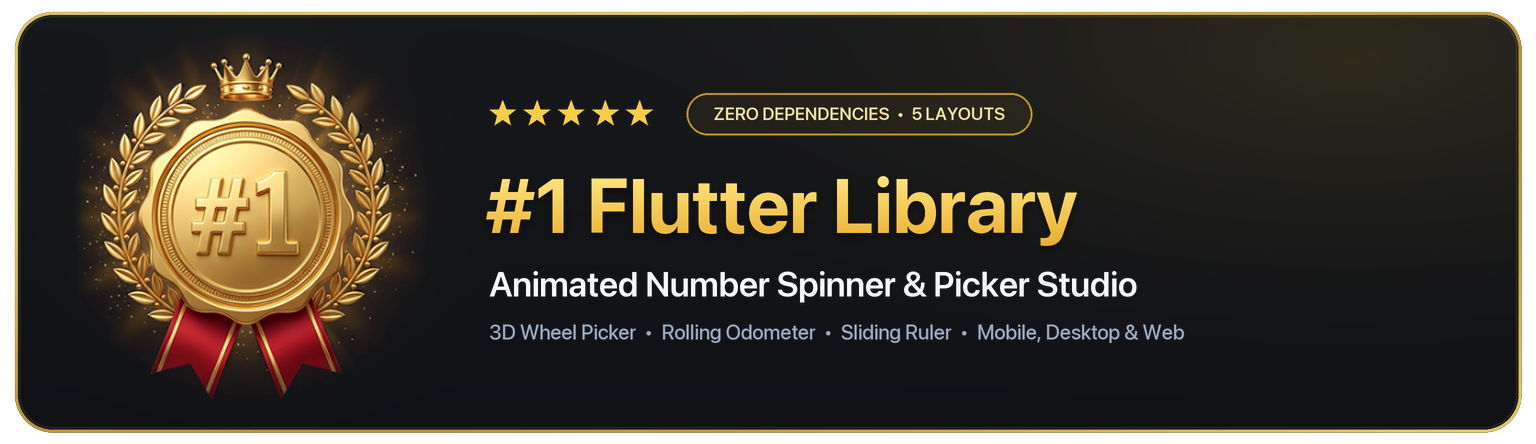 #1
ZERO DEPENDENCIES • 5 LAYOUTS
#1 Flutter Library
Animated Number Spinner & Picker Studio
3D Wheel Picker • Rolling Odometer • Sliding Ruler • Mobile, Desktop & Web